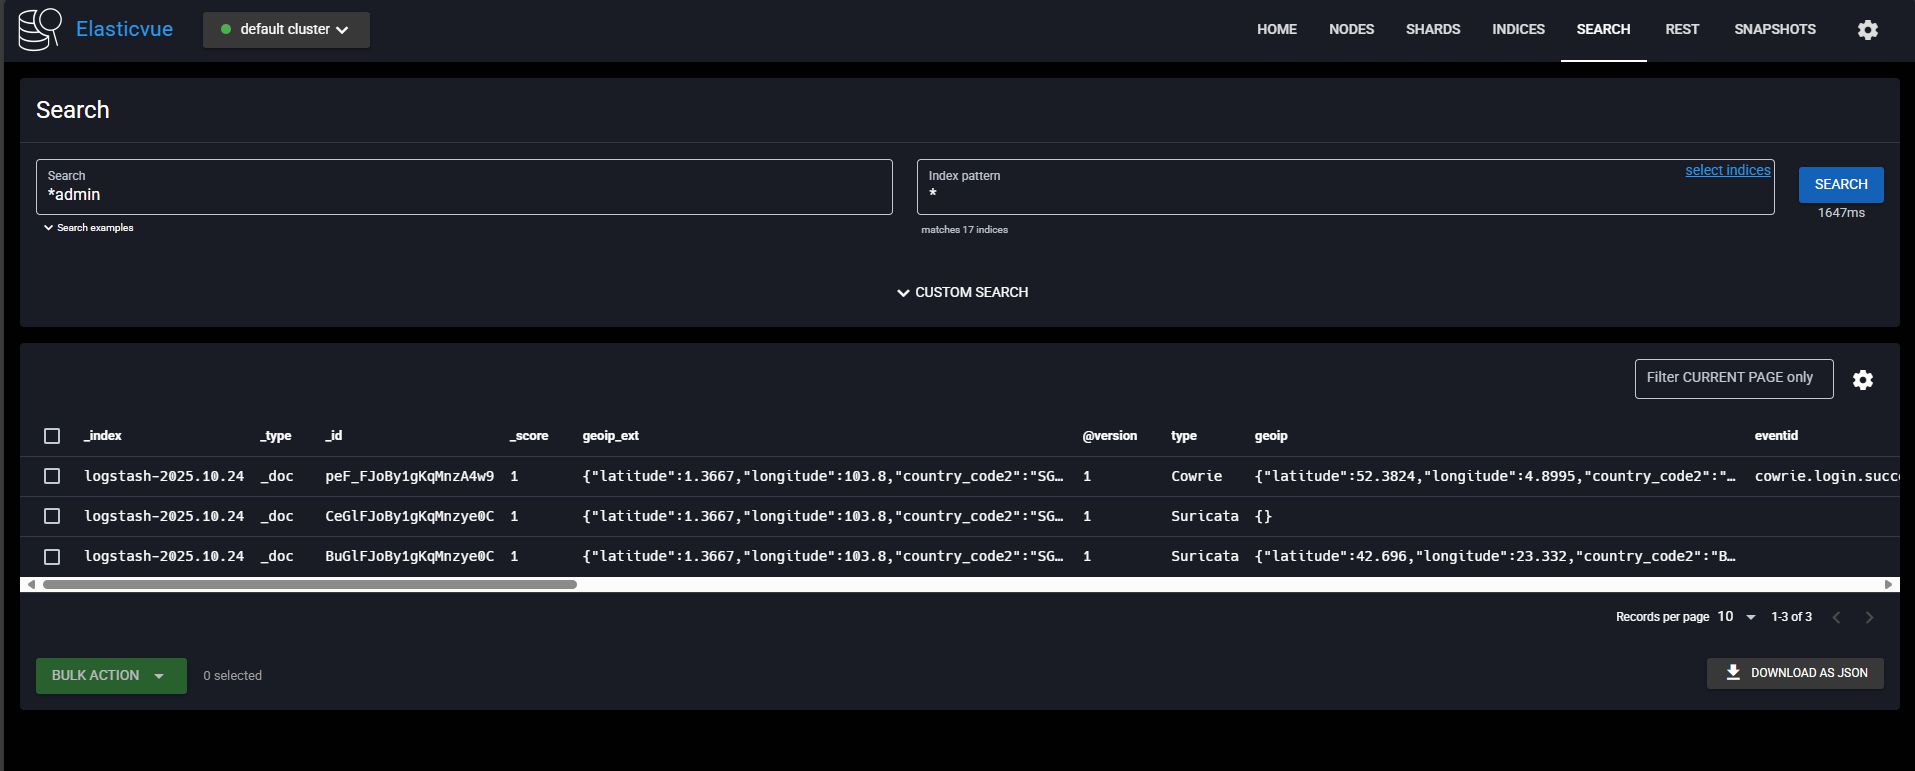 Elasticvue
default cluster
HOME NODES SHARDS INDICES SEARCH REST SNAPSHOTS
Search
Search
*admin
Search examples
Index pattern
*
select indices
matches 17 indices
SEARCH
1647ms
CUSTOM SEARCH
Filter CURRENT PAGE only
_index _type _id _score geoip_ext @version type geoip eventid
logstash-2025.10.24 _doc peF_FJoBy1gKqMnzA4w9 1 {"latitude":1.3667,"longitude":103.8,"country_code2":"SG… 1 Cowrie {"latitude":52.3824,"longitude":4.8995,"country_code2":"… cowrie.login.succ
logstash-2025.10.24 _doc CeGlFJoBy1gKqMnzye0C 1 {"latitude":1.3667,"longitude":103.8,"country_code2":"SG… 1 Suricata {}
logstash-2025.10.24 _doc BuGlFJoBy1gKqMnzye0C 1 {"latitude":1.3667,"longitude":103.8,"country_code2":"SG… 1 Suricata {"latitude":42.696,"longitude":23.332,"country_code2":"B…
Records per page 10 1-3 of 3
BULK ACTION 0 selected DOWNLOAD AS JSON